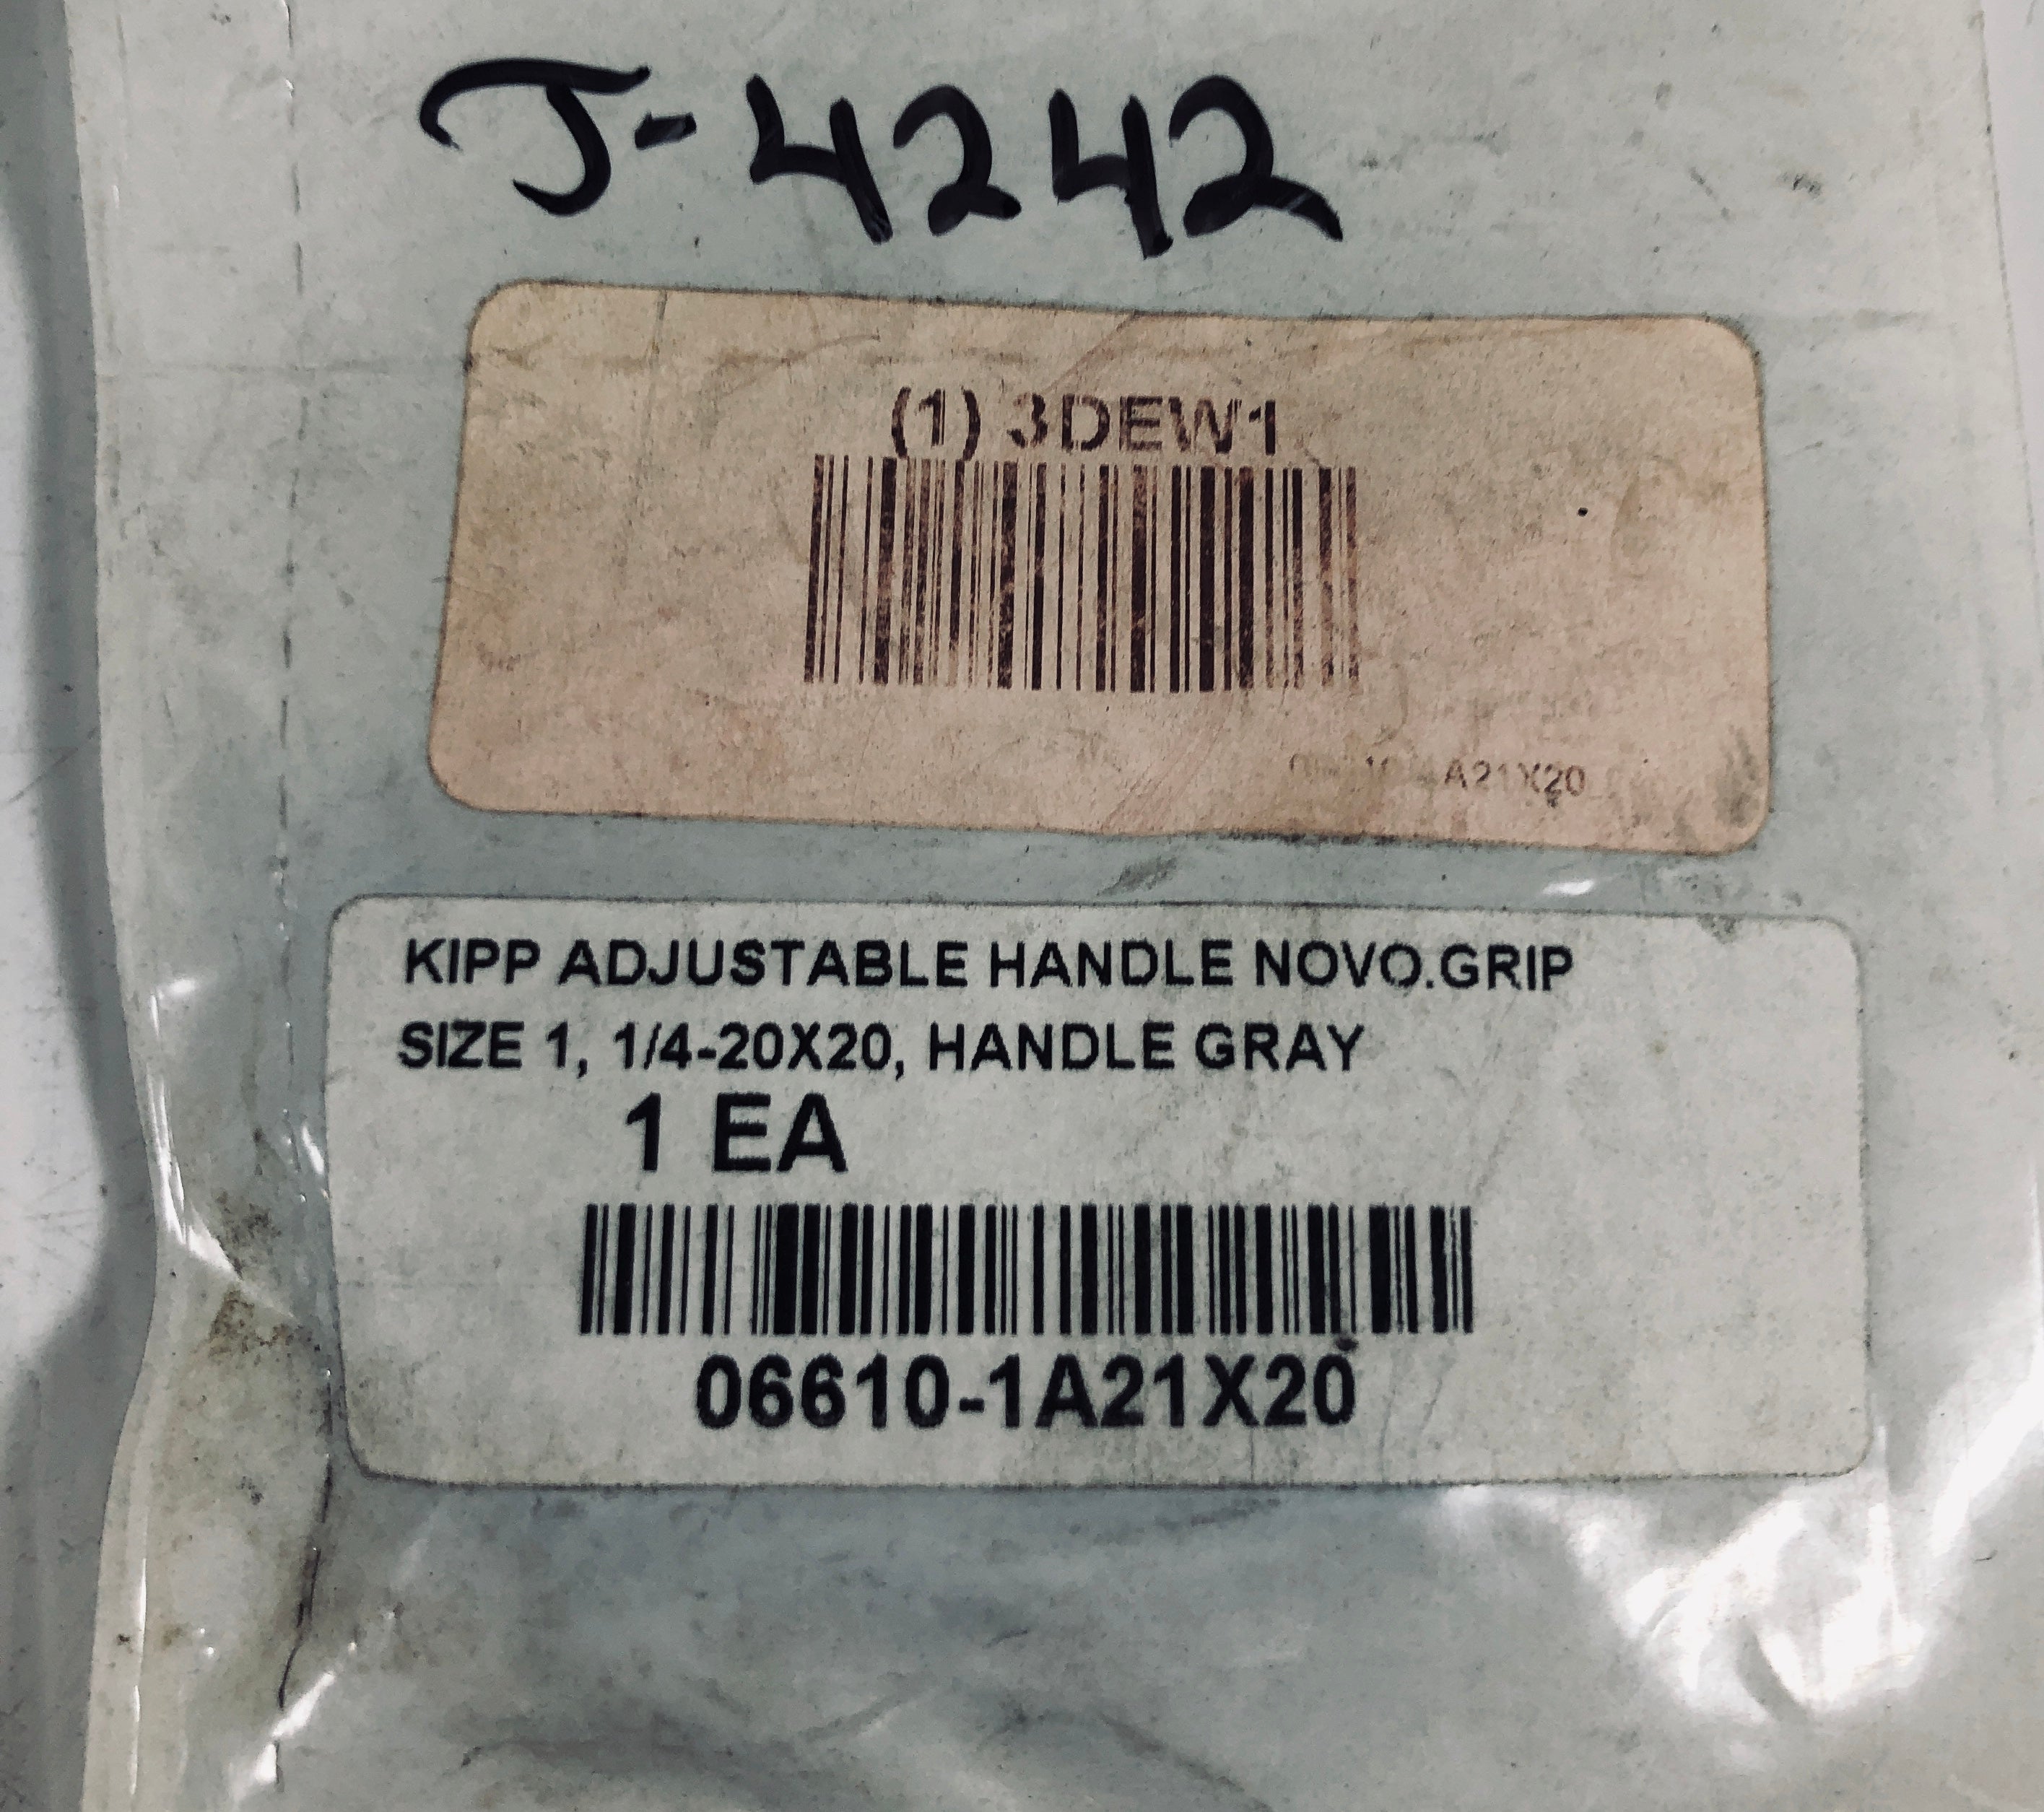 J-4242
(1) 3DEW1
A21X20
KIPP ADJUSTABLE HANDLE NOVO.GRIP
SIZE 1, 1/4-20X20, HANDLE GRAY
1 EA
06610-1A21X20